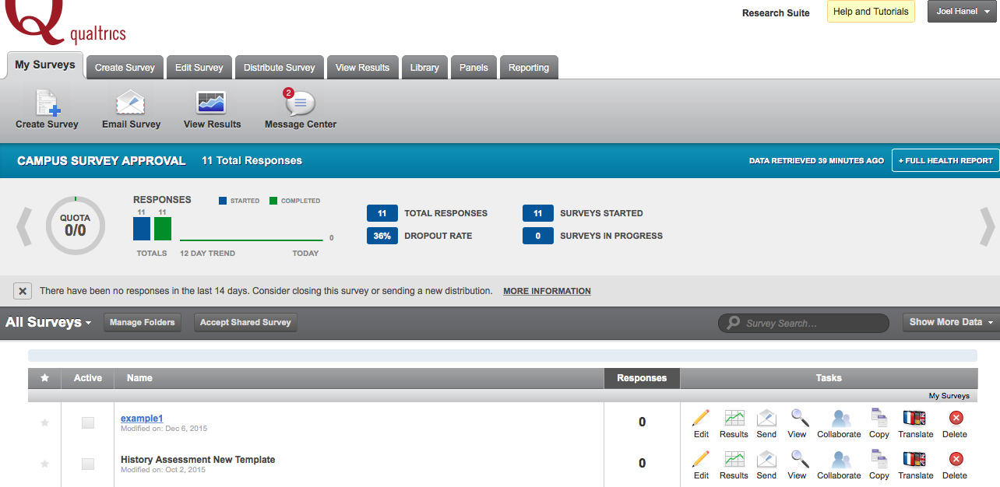 Research Suite
Help and Tutorials
Joel Hanel
Q
qualtrics
My Surveys
Create Survey
Edit Survey
Distribute Survey
View Results
Library
Panels
Reporting
2
Create Survey
Email Survey
View Results
Message Center
CAMPUS SURVEY APPROVAL
11 Total Responses
DATA RETRIEVED 39 MINUTES AGO
+ FULL HEALTH REPORT
QUOTA
0/0
RESPONSES
STARTED
COMPLETED
11 11
0
TOTALS
12 DAY TREND
TODAY
11 TOTAL RESPONSES
36% DROPOUT RATE
11 SURVEYS STARTED
0 SURVEYS IN PROGRESS
There have been no responses in the last 14 days. Consider closing this survey or sending a new distribution. MORE INFORMATION
All Surveys
Manage Folders
Accept Shared Survey
Survey Search...
Show More Data
Active
Name
Responses
Tasks
My Surveys
example1
Modified on: Dec 6, 2015
0
Edit Results Send View Collaborate Copy Translate Delete
History Assessment New Template
Modified on: Oct 2, 2015
0
Edit Results Send View Collaborate Copy Translate Delete